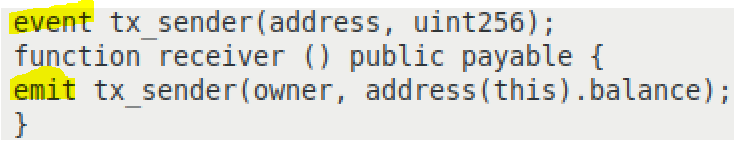 event tx_sender(address, uint256);
function receiver () public payable {
emit tx_sender(owner, address(this).balance);
}